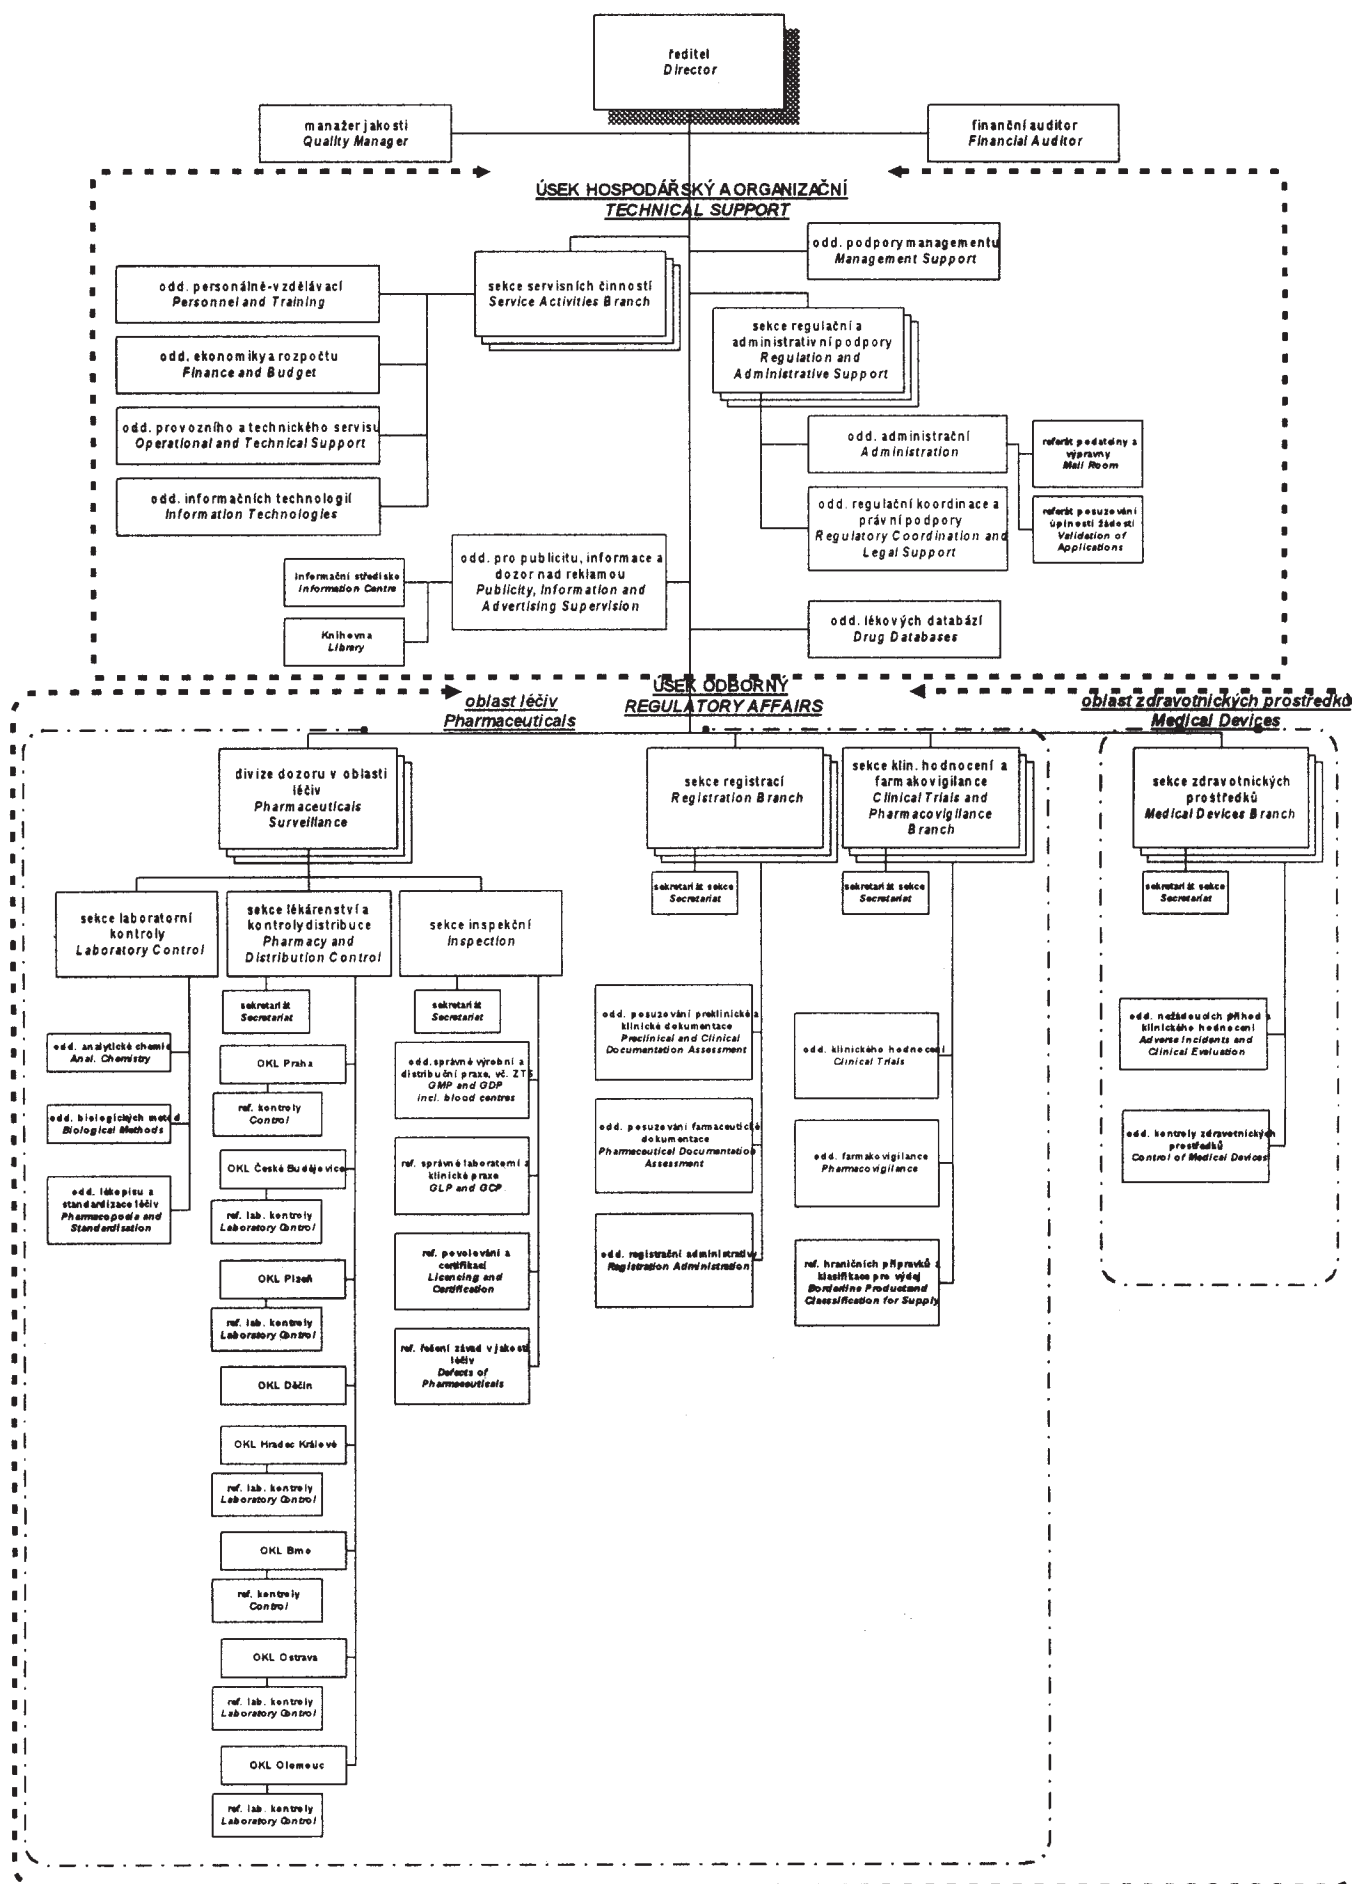 ředitel
Director
manažer jakosti
Quality Manager
finanční auditor
Financial Auditor
ÚSEK HOSPODÁŘSKÝ A ORGANIZAČNÍ
TECHNICAL SUPPORT
odd. podpory managementu
Management Support
sekce servisních činností
Service Activities Branch
odd. personálně-vzdělávací
Personnel and Training
odd. ekonomiky a rozpočtu
Finance and Budget
odd. provozního a technického servisu
Operational and Technical Support
odd. informačních technologií
Information Technologies
sekce regulační a
administrativní podpory
Regulation and
Administrative Support
odd. administrační
Administration
referát podatelny a
výpravny
Mail Room
odd. regulační koordinace a
právní podpory
Regulatory Coordination and
Legal Support
referát posuzování
úplnosti žádostí
Validation of
Applications
odd. pro publicitu, informace a
dozor nad reklamou
Publicity, Information and
Advertising Supervision
Informační středisko
Information Centre
Knihovna
Library
odd. lékových databází
Drug Databases
ÚSEK ODBORNÝ
REGULATORY AFFAIRS
oblast léčiv
Pharmaceuticals
oblast zdravotnických prostředků
Medical Devices
divize dozoru v oblasti
léčiv
Pharmaceuticals
Surveillance
sekce registrací
Registration Branch
sekce klin. hodnocení a
farmakovigilance
Clinical Trials and
Pharmacovigilance
Branch
sekce zdravotnických
prostředků
Medical Devices Branch
sekretariát sekce
Secretariat
sekretariát sekce
Secretariat
sekretariát sekce
Secretariat
sekce laboratorní
kontroly
Laboratory Control
sekce lékárenství a
kontroly distribuce
Pharmacy and
Distribution Control
sekce inspekční
Inspection
odd. analytické chemie
Anal. Chemistry
odd. biologických metod
Biological Methods
odd. lékopisu a
standardizace léčiv
Pharmacopoeia and
Standardisation
sekretariát
Secretariat
OKL Praha
ref. kontroly
Control
OKL České Budějovice
ref. lab. kontroly
Laboratory Control
OKL Plzeň
ref. lab. kontroly
Laboratory Control
OKL Děčín
OKL Hradec Králové
ref. lab. kontroly
Laboratory Control
OKL Brno
ref. kontroly
Control
OKL Ostrava
ref. lab. kontroly
Laboratory Control
OKL Olomouc
ref. lab. kontroly
Laboratory Control
sekretariát
Secretariat
odd.správné výrobní a
distribuční praxe, vč. ZTS
GMP and GDP
incl. blood centres
ref. správné laboratorní a
klinické praxe
GLP and GCP
ref. povolování a
certifikací
Licencing and
Certification
ref. řešení závad v jakosti
léčiv
Defects of
Pharmaceuticals
odd. posuzování preklinické a
klinické dokumentace
Preclinical and Clinical
Documentation Assessment
odd. posuzování farmaceutické
dokumentace
Pharmaceutical Documentation
Assessment
odd. registrační administrativy
Registration Administration
odd. klinického hodnocení
Clinical Trials
odd. farmakovigilance
Pharmacovigilance
ref. hraničních přípravků a
klasifikace pro výdej
Borderline Productsand
Classification for Supply
odd. nežádoucích příhod a
klinického hodnocení
Adverse Incidents and
Clinical Evaluation
odd. kontroly zdravotnických
prostředků
Control of Medical Devices